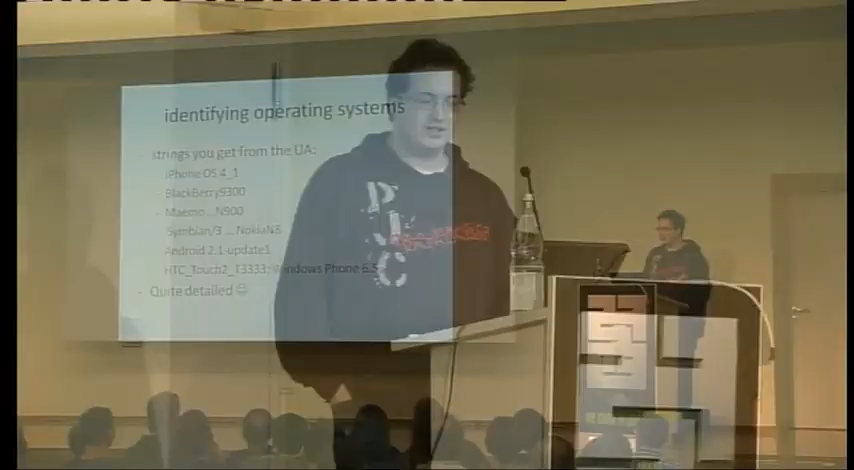 identifying operating systems
strings you get from the UA:
iPhone OS 4_1
- BlackBerry9300
- Maemo ... N900
Symbian/3 ... NokiaN8
Android 2.1-update1
HTC_Touch2_T3333; Windows Phone 6.5
- Quite detailed ☺